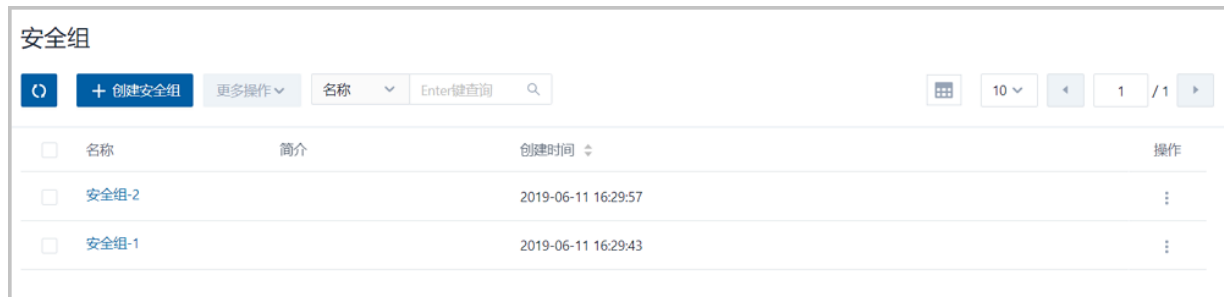 安全组
+ 创建安全组 更多操作 名称 Enter键查询 10 1 / 1
名称 简介 创建时间 操作
安全组-2 2019-06-11 16:29:57
安全组-1 2019-06-11 16:29:43